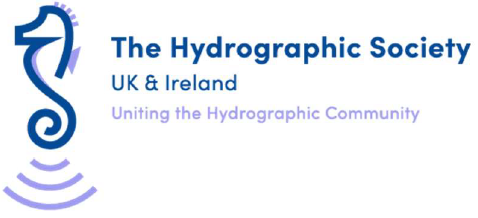 The Hydrographic Society
UK & Ireland
Uniting the Hydrographic Community